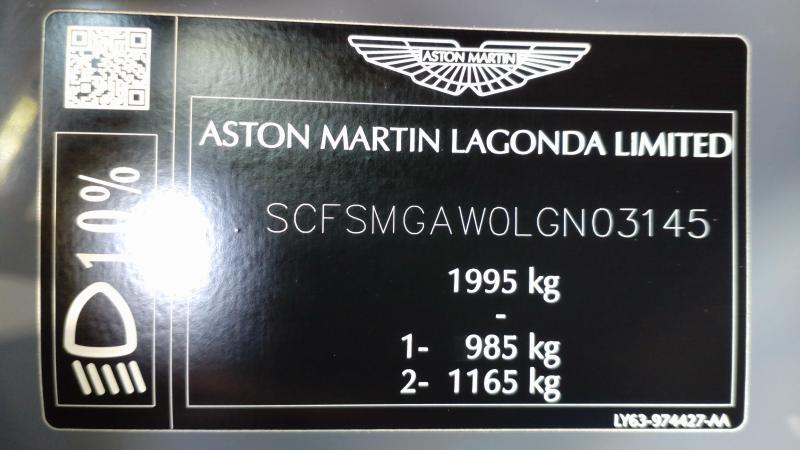 ASTON MARTIN
ASTON MARTIN LAGONDA LIMITED
10%
SCFSMGAW0LGN03145
1995 kg
-
1- 985 kg
2- 1165 kg
LY63-974427-AA